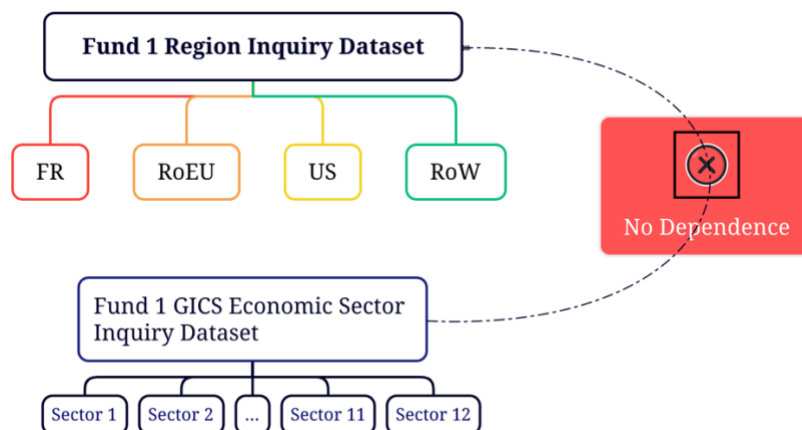 Fund 1 Region Inquiry Dataset
FR
RoEU
US
RoW
No Dependence
Fund 1 GICS Economic Sector
Inquiry Dataset
Sector 1
Sector 2
...
Sector 11
Sector 12